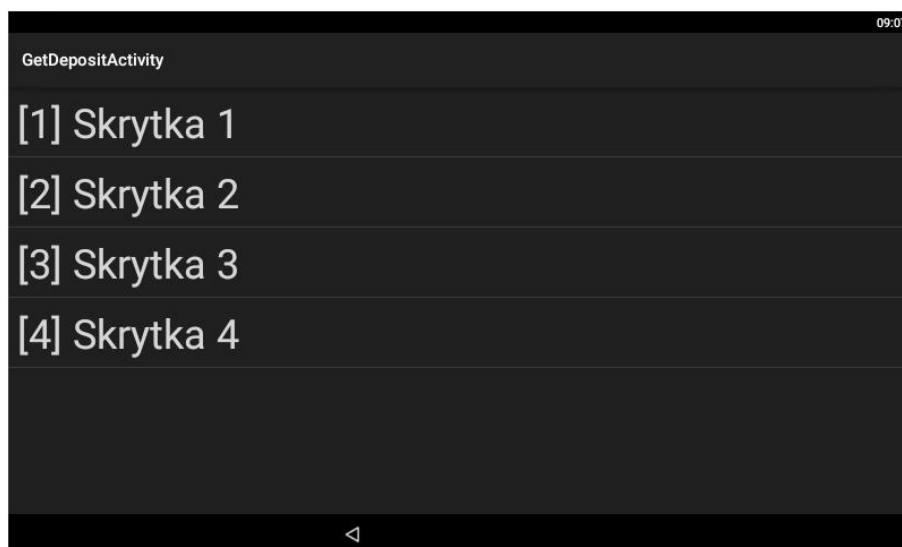 09:07
GetDepositActivity
[1] Skrytka 1
[2] Skrytka 2
[3] Skrytka 3
[4] Skrytka 4